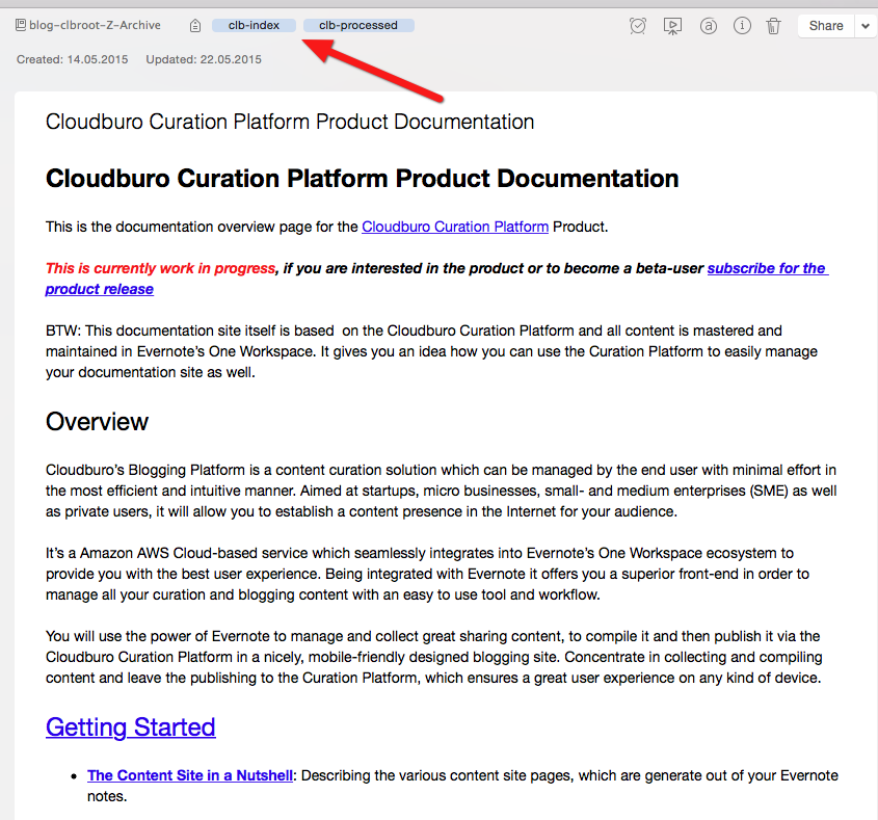 blog-clbroot-Z-Archive clb-index clb-processed Share
Created: 14.05.2015 Updated: 22.05.2015
Cloudburo Curation Platform Product Documentation
Cloudburo Curation Platform Product Documentation
This is the documentation overview page for the Cloudburo Curation Platform Product.
This is currently work in progress, if you are interested in the product or to become a beta-user subscribe for the
product release
BTW: This documentation site itself is based on the Cloudburo Curation Platform and all content is mastered and
maintained in Evernote's One Workspace. It gives you an idea how you can use the Curation Platform to easily manage
your documentation site as well.
Overview
Cloudburo's Blogging Platform is a content curation solution which can be managed by the end user with minimal effort in
the most efficient and intuitive manner. Aimed at startups, micro businesses, small- and medium enterprises (SME) as well
as private users, it will allow you to establish a content presence in the Internet for your audience.
It's a Amazon AWS Cloud-based service which seamlessly integrates into Evernote's One Workspace ecosystem to
provide you with the best user experience. Being integrated with Evernote it offers you a superior front-end in order to
manage all your curation and blogging content with an easy to use tool and workflow.
You will use the power of Evernote to manage and collect great sharing content, to compile it and then publish it via the
Cloudburo Curation Platform in a nicely, mobile-friendly designed blogging site. Concentrate in collecting and compiling
content and leave the publishing to the Curation Platform, which ensures a great user experience on any kind of device.
Getting Started
• The Content Site in a Nutshell: Describing the various content site pages, which are generate out of your Evernote
notes.